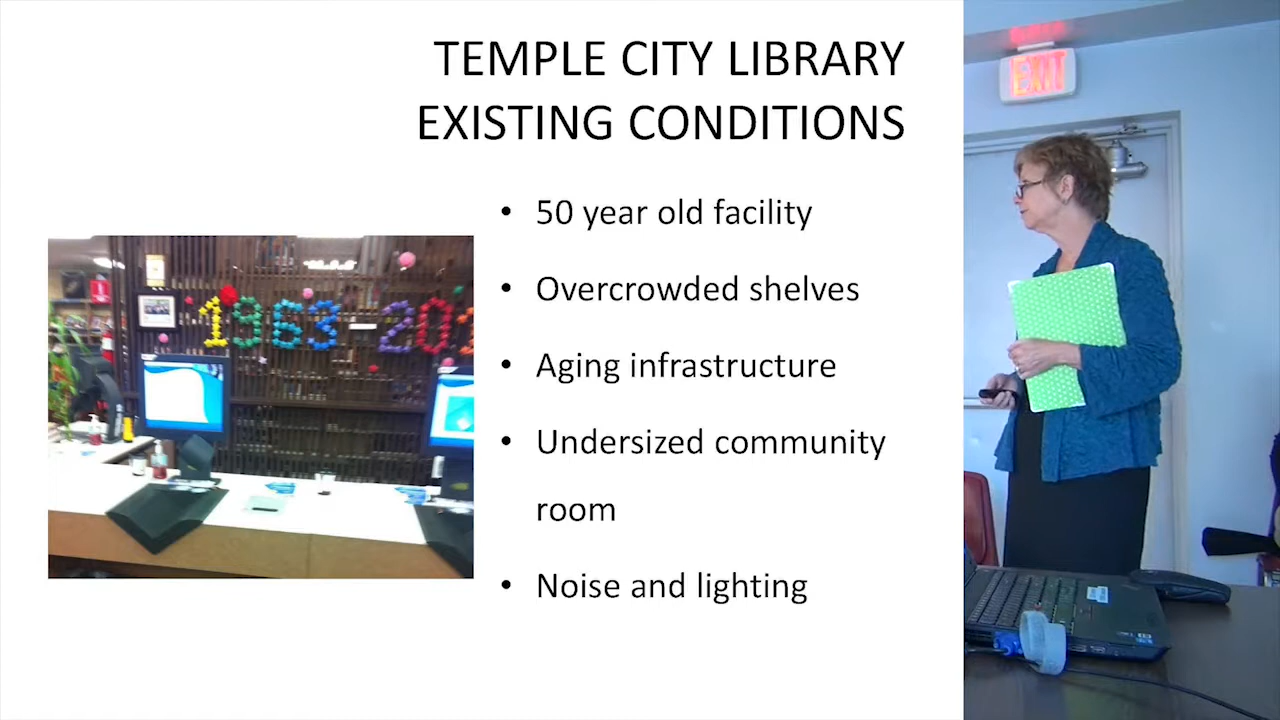 TEMPLE CITY LIBRARY
EXISTING CONDITIONS
• 50 year old facility
• Overcrowded shelves
• Aging infrastructure
• Undersized community
room
• Noise and lighting
1963-201
EXIT